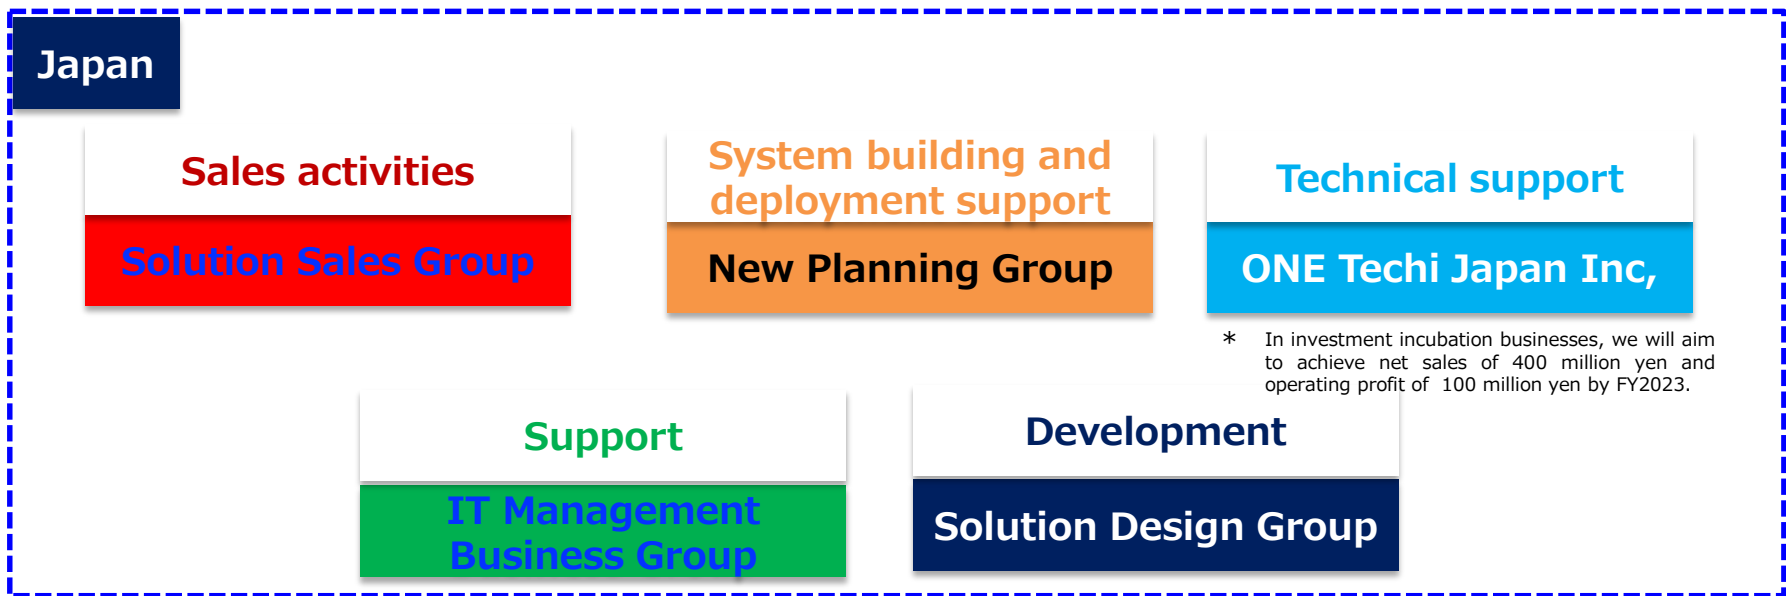 Japan
Sales activities
Solution Sales Group
System building and
deployment support
New Planning Group
Technical support
ONE Techi Japan Inc,
* In investment incubation businesses, we will aim
to achieve net sales of 400 million yen and
operating profit of 100 million yen by FY2023.
Support
IT Management
Business Group
Development
Solution Design Group